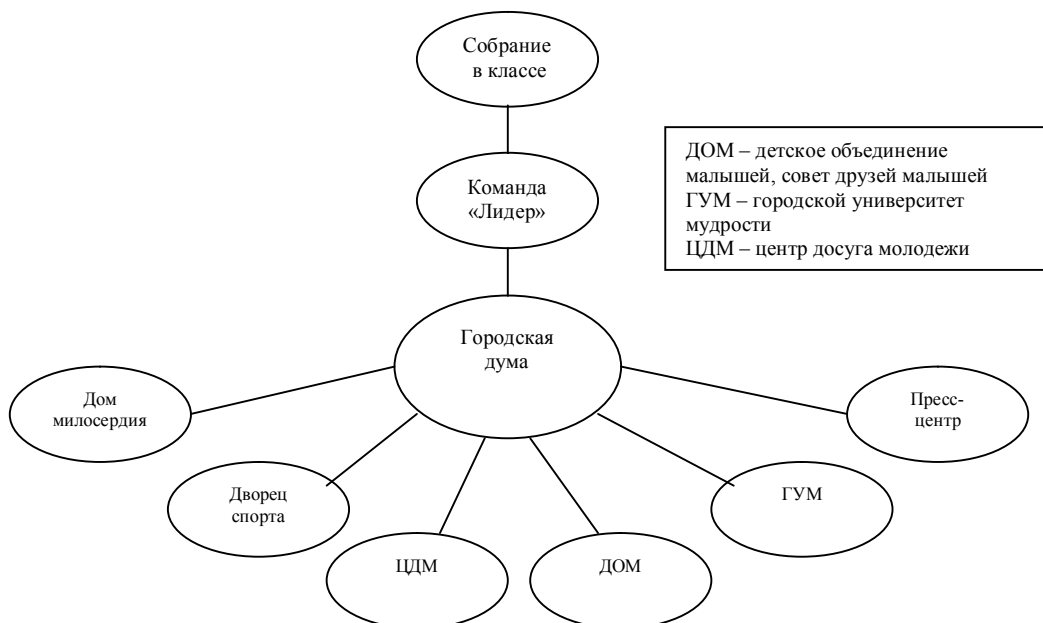 Собрание
в классе
Команда
«Лидер»
ДОМ – детское объединение
малышей, совет друзей малышей
ГУМ – городской университет
мудрости
ЦДМ – центр досуга молодежи
Городская
дума
Дом
милосердия
Пресс-
центр
Дворец
спорта
ГУМ
ЦДМ
ДОМ